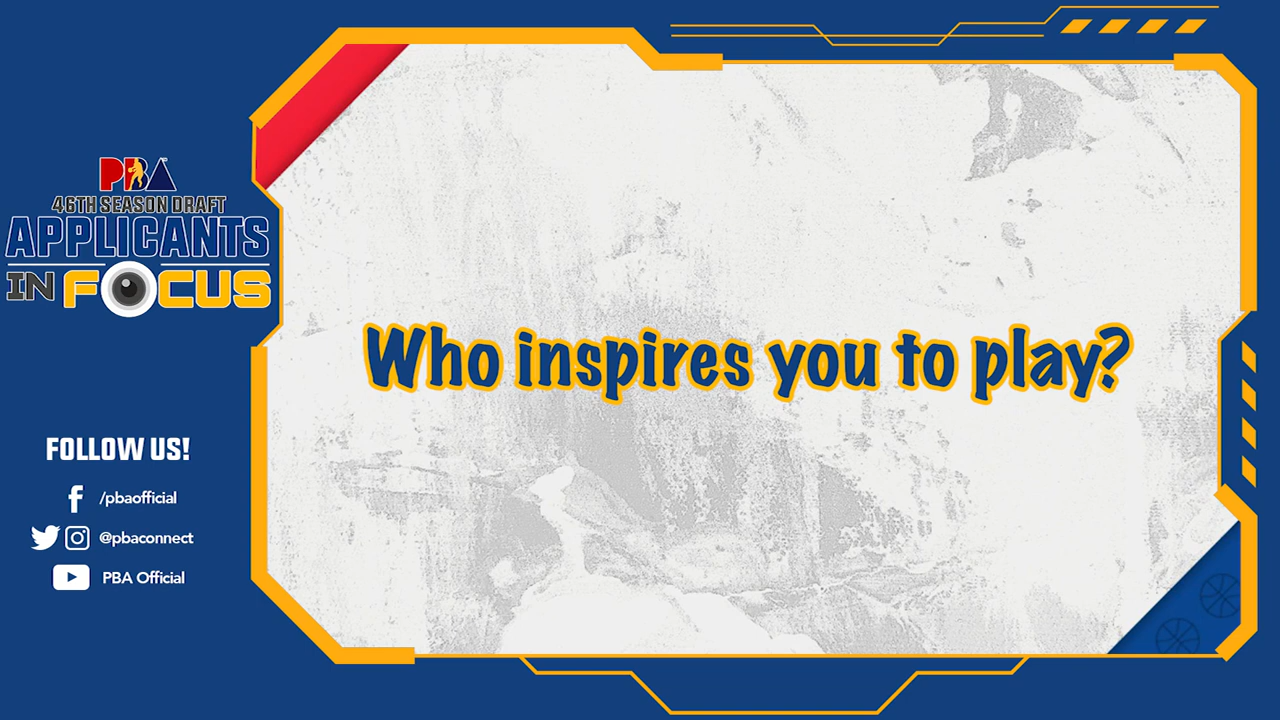 PBA
46TH SEASON DRAFT
APPLICANTS
IN FOCUS
FOLLOW US!
/pbaofficial
@pbaconnect
PBA Official
Who inspires you to play?